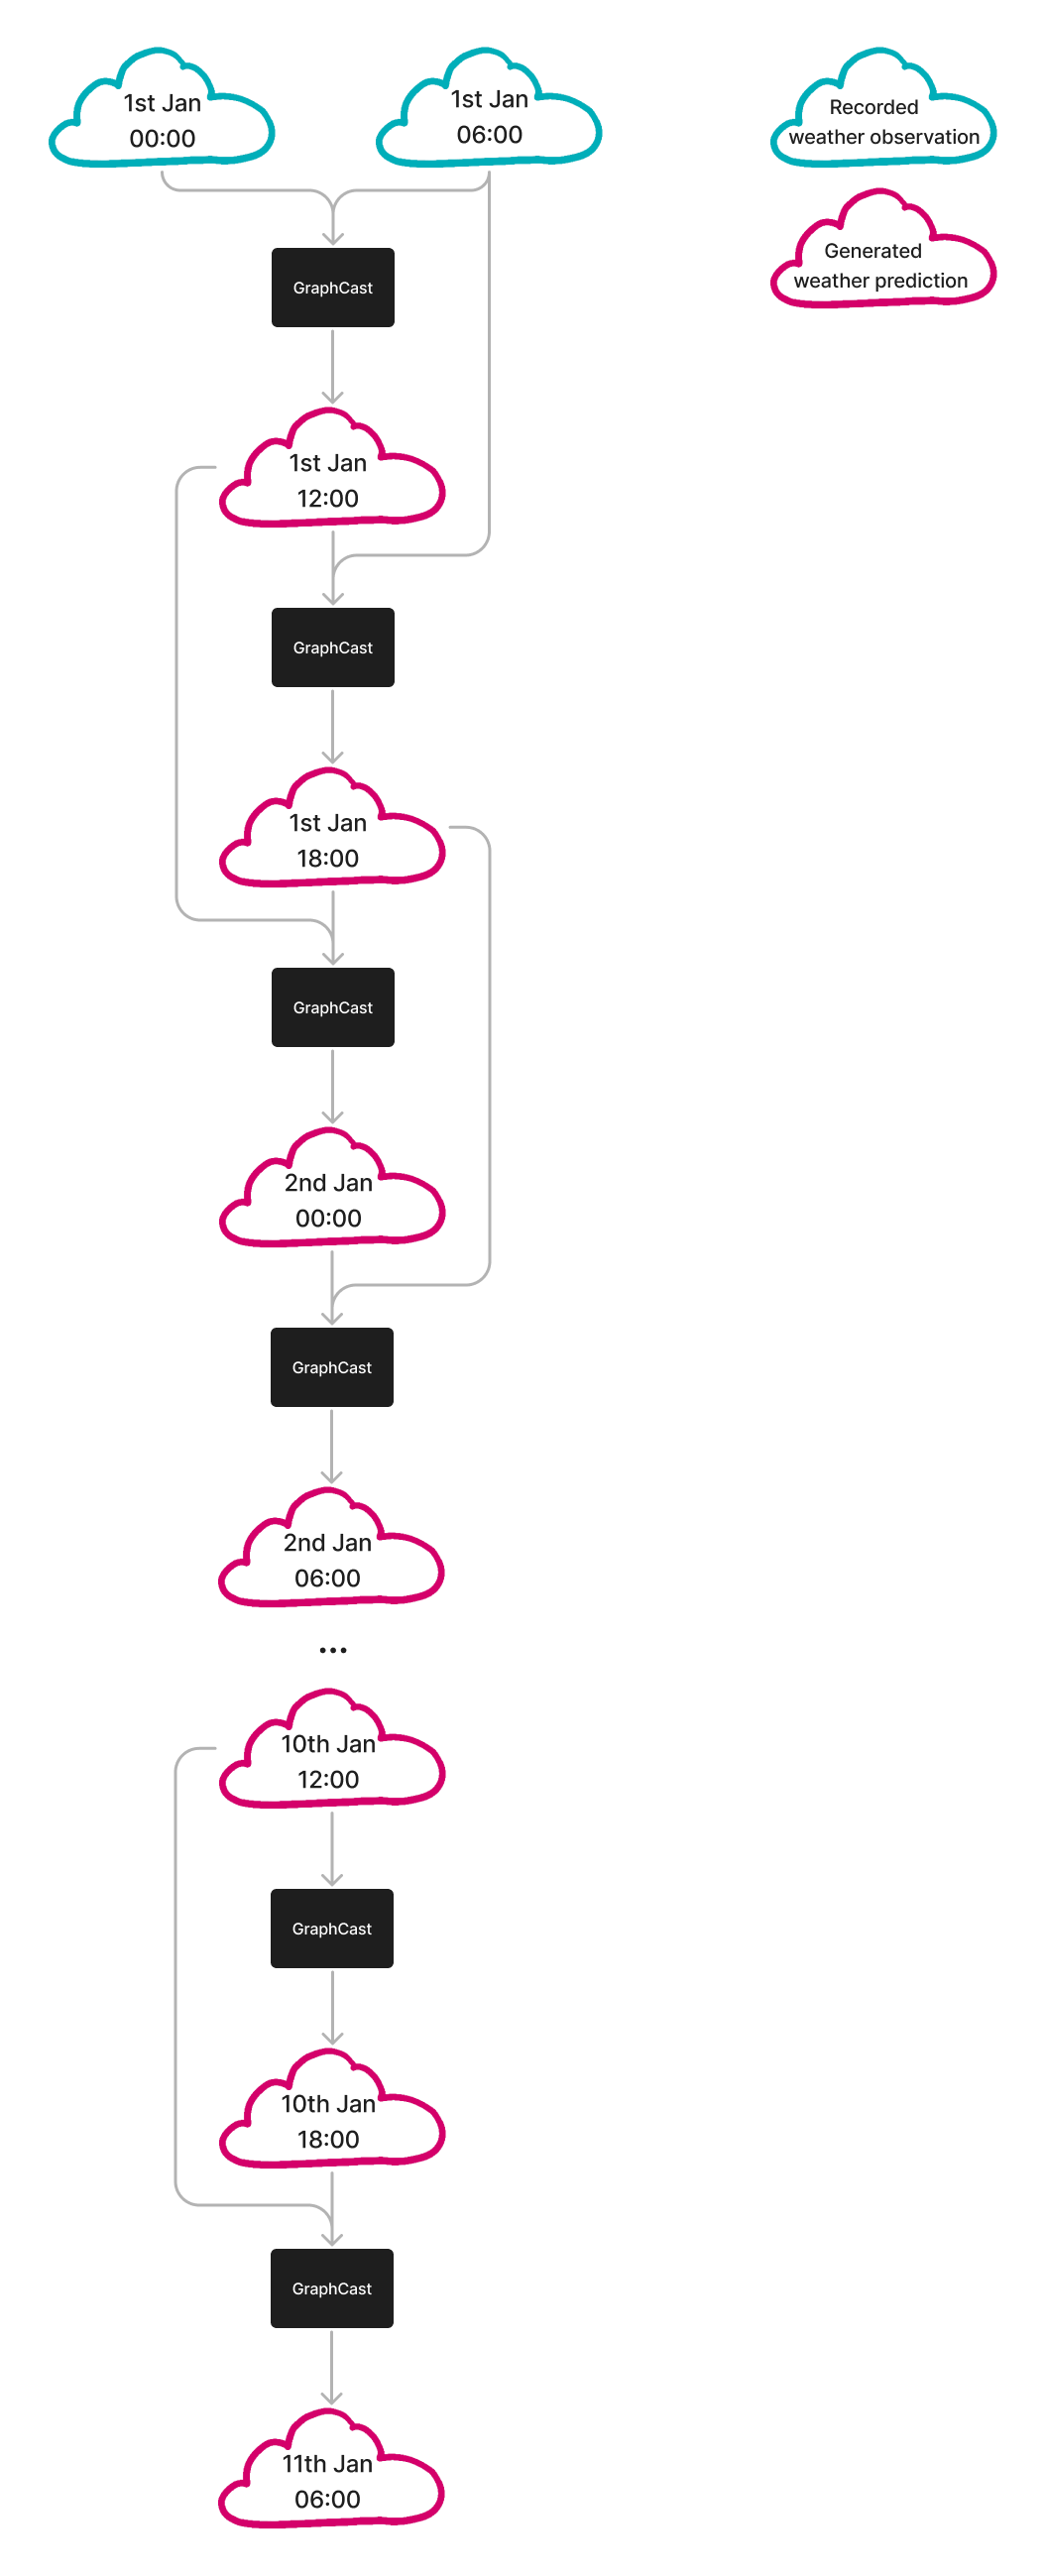 1st Jan
00:00
1st Jan
06:00
Recorded
weather observation
Generated
weather prediction
GraphCast
1st Jan
12:00
GraphCast
1st Jan
18:00
GraphCast
2nd Jan
00:00
GraphCast
2nd Jan
06:00
...
10th Jan
12:00
GraphCast
10th Jan
18:00
GraphCast
11th Jan
06:00